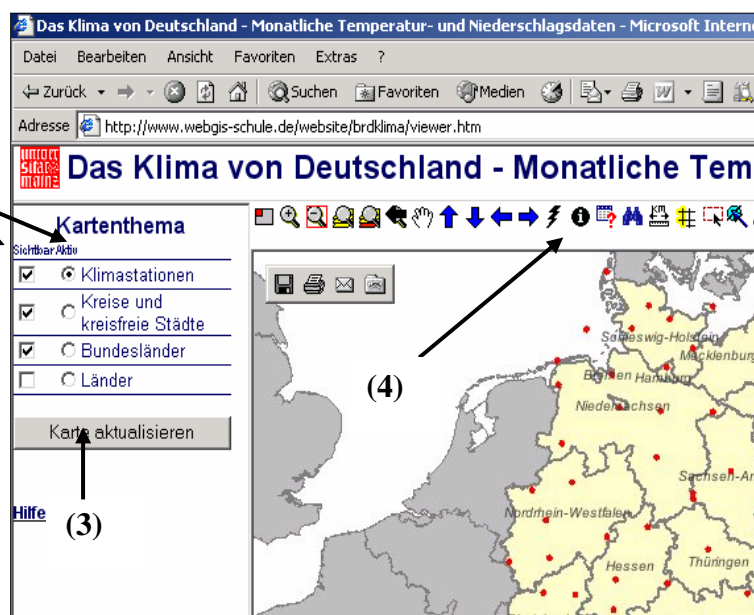 Das Klima von Deutschland - Monatliche Temperatur- und Niederschlagsdaten - Microsoft Intern
Datei Bearbeiten Ansicht Favoriten Extras ?
Zurück Suchen Favoriten Medien
Adresse http://www.webgis-schule.de/website/brdklima/viewer.htm
Das Klima von Deutschland - Monatliche Tem
Kartenthema
Sichtbar Aktiv
Klimastationen
Kreise und
kreisfreie Städte
Bundesländer
Länder
Karte aktualisieren
Hilfe
(3)
(4)
Schleswig-Holstein
Mecklenburg
Bremen Hamburg
Niedersachsen
Sachsen-An
Nordrhein-Westfalen
Hessen
Thüringen